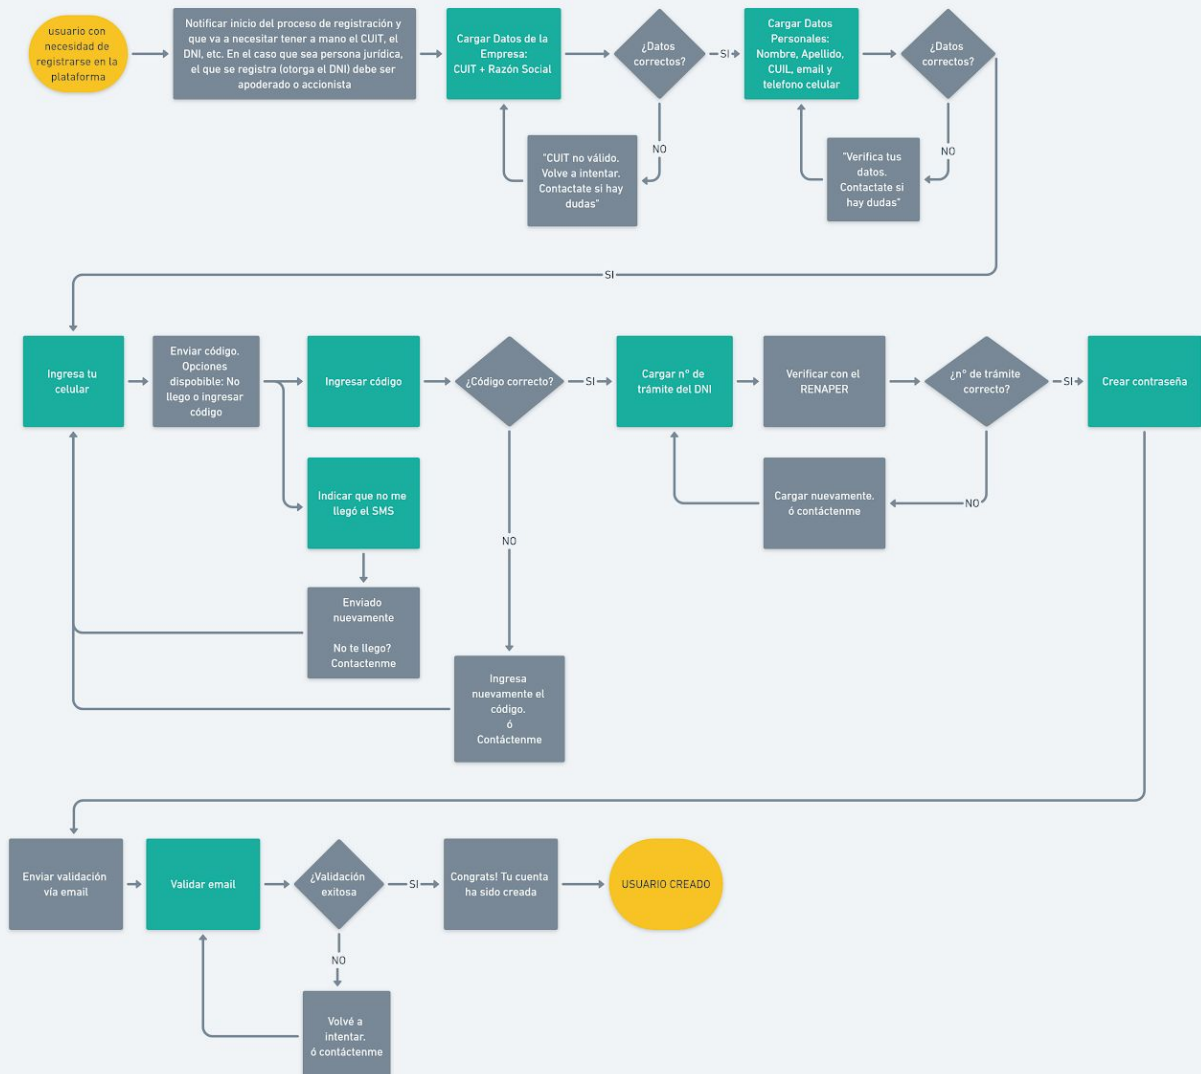 usuario con
necesidad de
registrarse en la
plataforma
Notificar inicio del proceso de registración y
que va a necesitar tener a mano el CUIT, el
DNI, etc. En el caso que sea persona jurídica,
el que se registra (otorga el DNI) debe ser
apoderado o accionista
Cargar Datos de la
Empresa:
CUIT + Razón Social
¿Datos
correctos?
SI
Cargar Datos
Personales:
Nombre, Apellido,
CUIL, email y
telefono celular
¿Datos
correctos?
NO
"CUIT no válido.
Volve a intentar.
Contactate si hay
dudas"
NO
"Verifica tus
datos.
Contactate si
hay dudas"
SI
Ingresa tu
celular
Enviar código.
Opciones
dispobible: No
llego o ingresar
código
Ingresar código
¿Código correcto?
SI
Cargar n° de
trámite del DNI
Verificar con el
RENAPER
¿n° de trámite
correcto?
SI
Crear contraseña
Indicar que no me
llegó el SMS
NO
Cargar nuevamente.
ó contáctenme
NO
Enviado
nuevamente
No te llego?
Contactenme
Ingresa
nuevamente el
código.
ó
Contáctenme
Enviar validación
vía email
Validar email
¿Validación
exitosa
SI
Congrats! Tu cuenta
ha sido creada
USUARIO CREADO
NO
Volvé a
intentar.
ó contáctenme